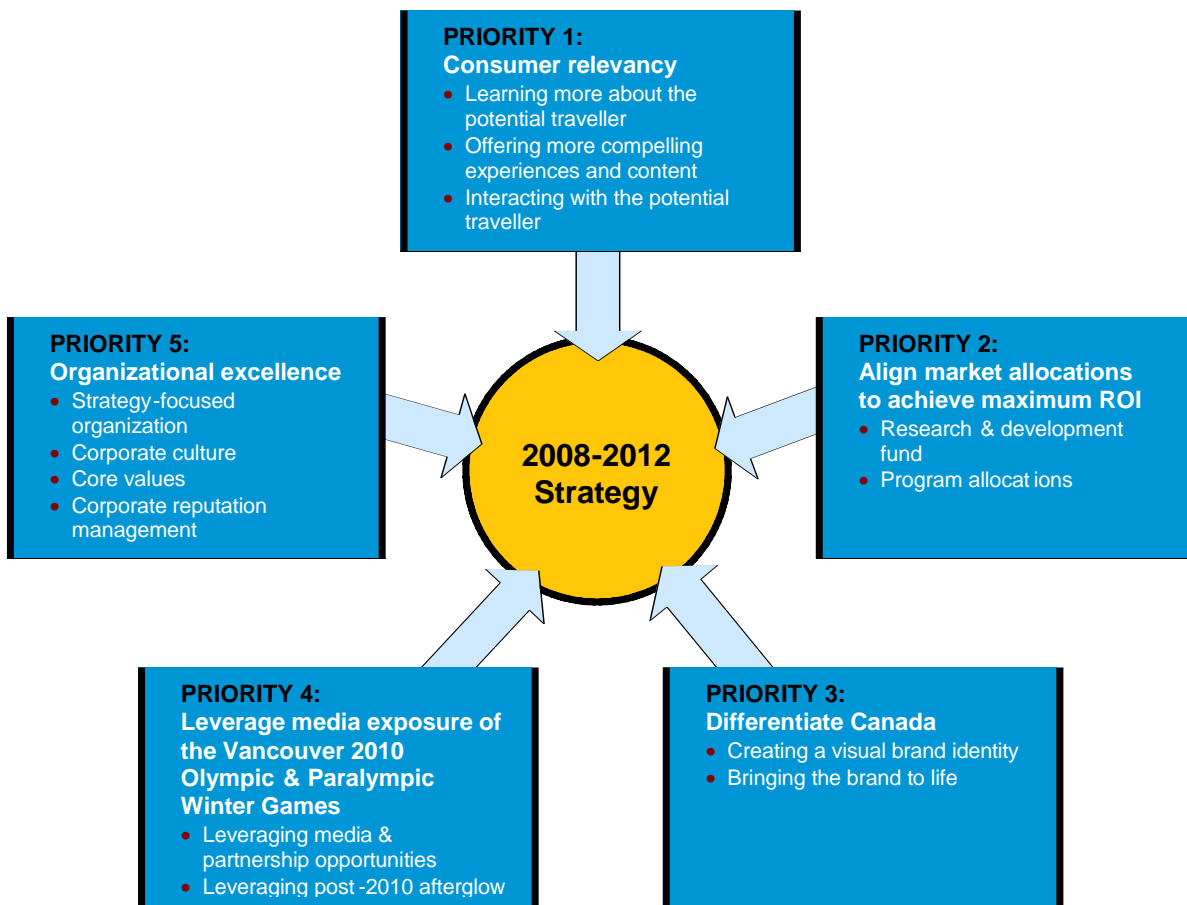 PRIORITY 1:
Consumer relevancy
• Learning more about the
potential traveller
• Offering more compelling
experiences and content
• Interacting with the potential
traveller
PRIORITY 5:
Organizational excellence
• Strategy-focused
organization
• Corporate culture
• Core values
• Corporate reputation
management
2008-2012
Strategy
PRIORITY 2:
Align market allocations
to achieve maximum ROI
• Research & development
fund
• Program allocations
PRIORITY 4:
Leverage media exposure of
the Vancouver 2010
Olympic & Paralympic
Winter Games
• Leveraging media &
partnership opportunities
• Leveraging post-2010 afterglow
PRIORITY 3:
Differentiate Canada
• Creating a visual brand identity
• Bringing the brand to life